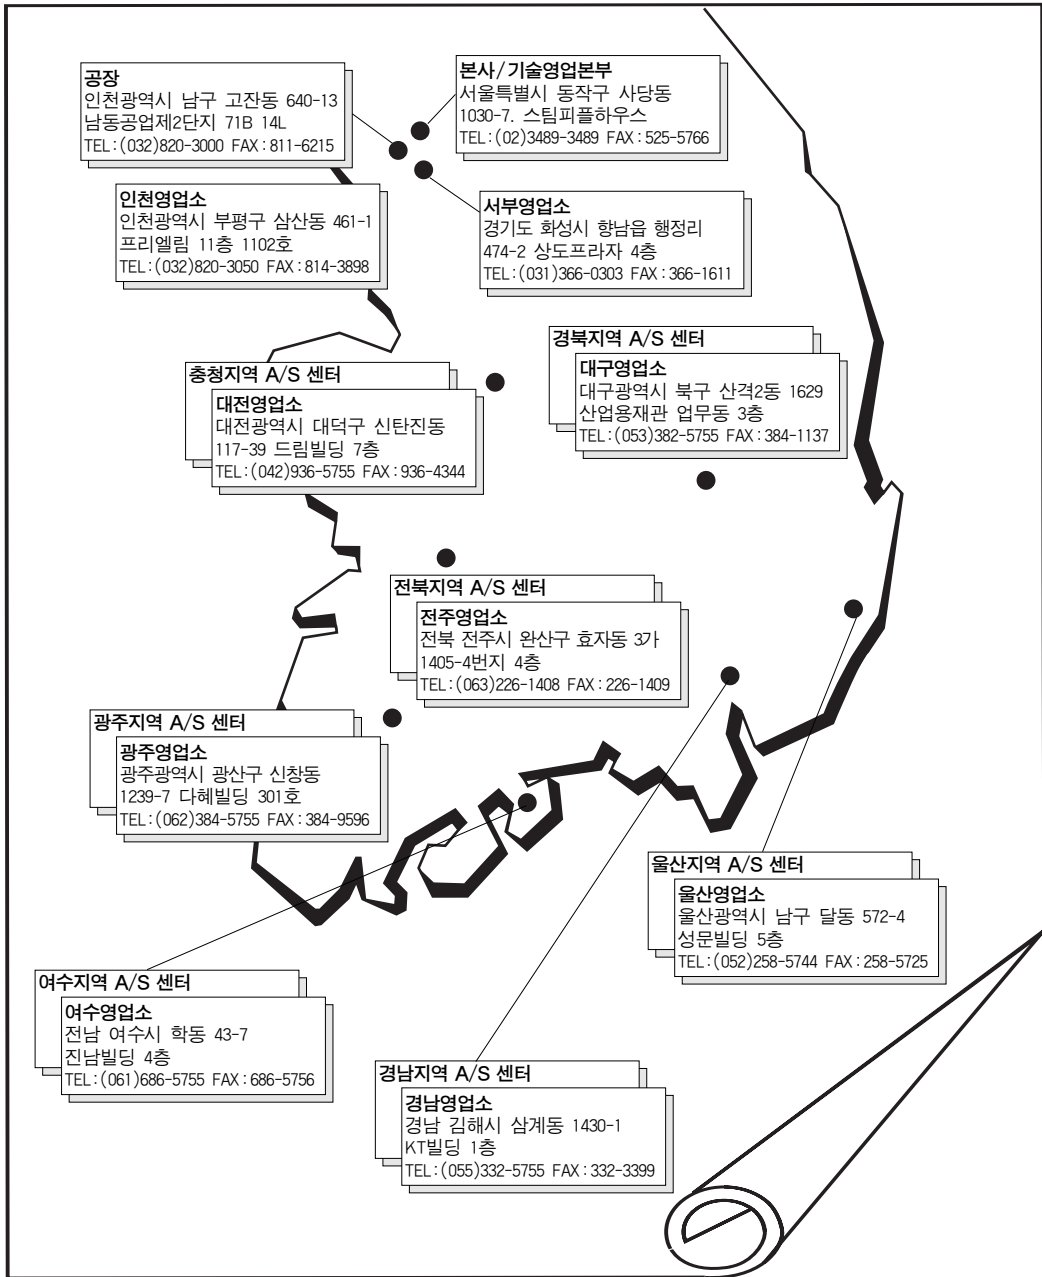 공장
인천광역시 남구 고잔동 640-13
남동공업제2단지 71B 14L
TEL:(032)820-3000 FAX:811-6215
본사/기술영업본부
서울특별시 동작구 사당동
1030-7. 스팀피플하우스
TEL:(02)3489-3489 FAX:525-5766
인천영업소
인천광역시 부평구 삼산동 461-1
프리엘림 11층 1102호
TEL:(032)820-3050 FAX:814-3898
서부영업소
경기도 화성시 향남읍 행정리
474-2 상도프라자 4층
TEL:(031)366-0303 FAX:366-1611
경북지역 A/S 센터
대구영업소
대구광역시 북구 산격2동 1629
산업용재관 업무동 3층
TEL:(053)382-5755 FAX:384-1137
충청지역 A/S 센터
대전영업소
대전광역시 대덕구 신탄진동
117-39 드림빌딩 7층
TEL:(042)936-5755 FAX:936-4344
전북지역 A/S 센터
전주영업소
전북 전주시 완산구 효자동 3가
1405-4번지 4층
TEL:(063)226-1408 FAX:226-1409
광주지역 A/S 센터
광주영업소
광주광역시 광산구 신창동
1239-7 다혜빌딩 301호
TEL:(062)384-5755 FAX:384-9596
울산지역 A/S 센터
울산영업소
울산광역시 남구 달동 572-4
성문빌딩 5층
TEL:(052)258-5744 FAX:258-5725
여수지역 A/S 센터
여수영업소
전남 여수시 학동 43-7
진남빌딩 4층
TEL:(061)686-5755 FAX:686-5756
경남지역 A/S 센터
경남영업소
경남 김해시 삼계동 1430-1
KT빌딩 1층
TEL:(055)332-5755 FAX:332-3399